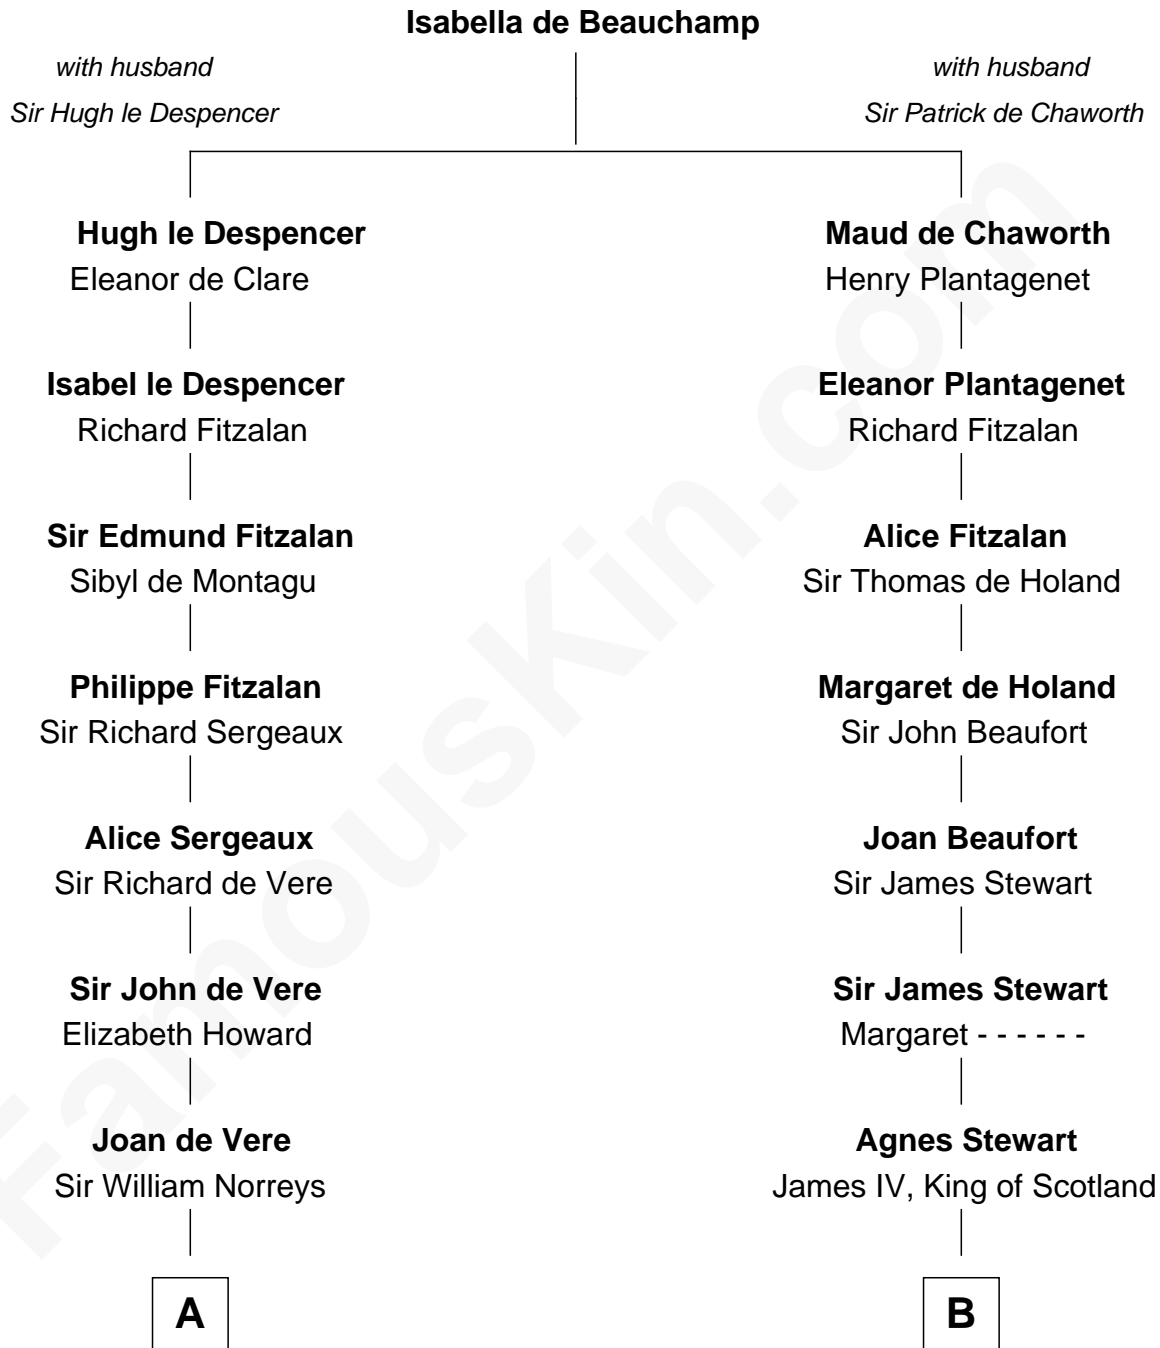 Isabella de Beauchamp
with husband
Sir Hugh le Despencer
with husband
Sir Patrick de Chaworth
Hugh le Despencer
Eleanor de Clare
Maud de Chaworth
Henry Plantagenet
Isabel le Despencer
Richard Fitzalan
Eleanor Plantagenet
Richard Fitzalan
Sir Edmund Fitzalan
Sibyl de Montagu
Alice Fitzalan
Sir Thomas de Holand
Philippe Fitzalan
Sir Richard Sergeaux
Margaret de Holand
Sir John Beaufort
Alice Sergeaux
Sir Richard de Vere
Joan Beaufort
Sir James Stewart
Sir John de Vere
Elizabeth Howard
Sir James Stewart
Margaret - - - - - -
Joan de Vere
Sir William Norreys
Agnes Stewart
James IV, King of Scotland
A
B
FamousKin.com